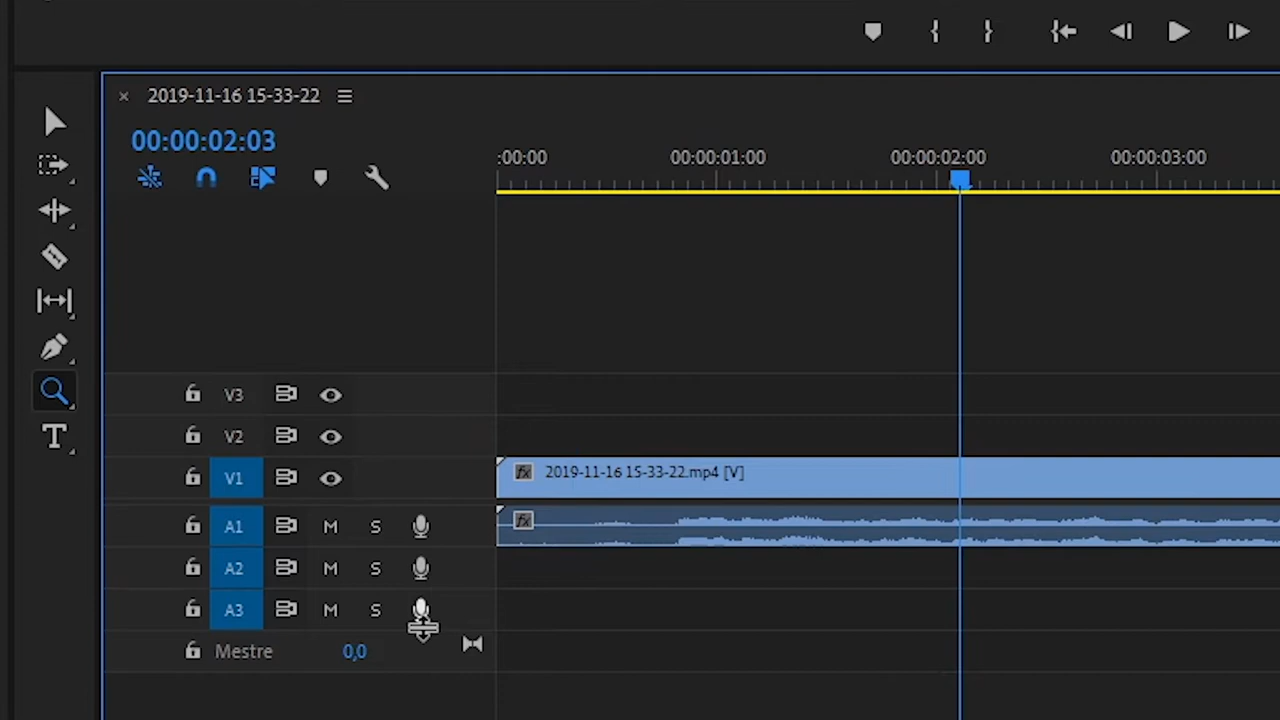 2019-11-16 15-33-22
00:00:02:03
:00:00 00:00:01:00 00:00:02:00 00:00:03:00
V3
V2
V1 fx 2019-11-16 15-33-22.mp4 [V]
A1 M S fx
A2 M S
A3 M S
Mestre 0,0
T